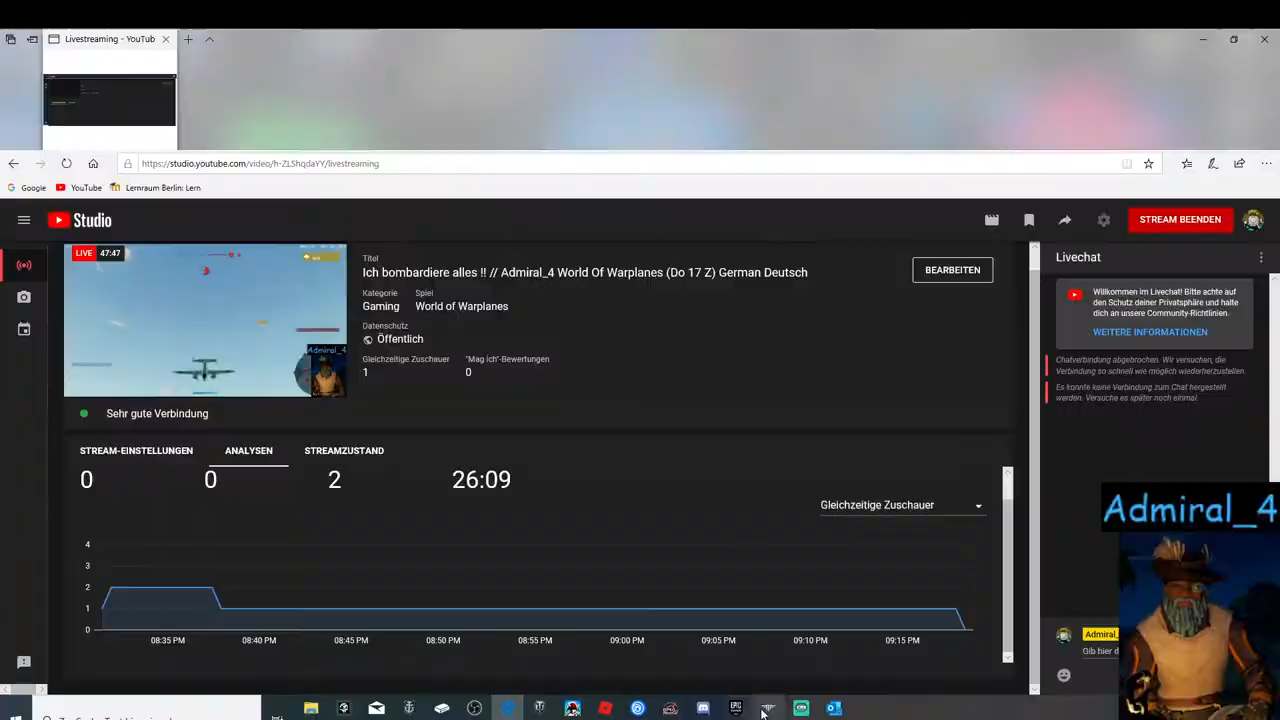 Livestreaming - YouTub
https://studio.youtube.com/video/h-ZLShqdaYY/livestreaming
Google YouTube Lernraum Berlin: Lern
Studio
STREAM BEENDEN
LIVE 47:47
Titel
Ich bombardiere alles !! // Admiral_4 World Of Warplanes (Do 17 Z) German Deutsch
BEARBEITEN
Kategorie Spiel
Gaming World of Warplanes
Datenschutz
Öffentlich
Gleichzeitige Zuschauer "Mag ich"-Bewertungen
1 0
Admiral_4
Sehr gute Verbindung
STREAM-EINSTELLUNGEN ANALYSEN STREAMZUSTAND
0 0 2 26:09
Gleichzeitige Zuschauer
4
3
2
1
0
08:35 PM 08:40 PM 08:45 PM 08:50 PM 08:55 PM 09:00 PM 09:05 PM 09:10 PM 09:15 PM
Livechat
Willkommen im Livechat! Bitte achte auf
den Schutz deiner Privatsphäre und halte
dich an unsere Community-Richtlinien.
WEITERE INFORMATIONEN
Chatverbindung abgebrochen. Wir versuchen, die
Verbindung so schnell wie möglich wiederherzustellen.
Es konnte keine Verbindung zum Chat hergestellt
werden. Versuche es später noch einmal.
Admiral_4
Admiral_
Gib hier d